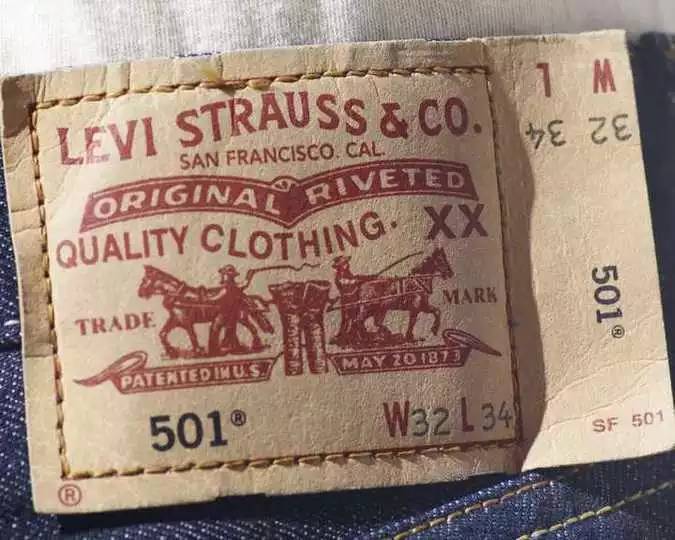 LEVI STRAUSS & CO.
SAN FRANCISCO. CAL.
ORIGINAL RIVETED
QUALITY CLOTHING. XX
TRADE MARK
PATENTED IN U.S. MAY 20 1873
501® W32 L34
®
W L
32 34
501®
SF 501